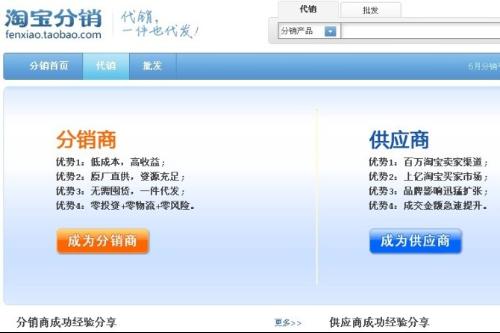 淘宝分销
fenxiao.taobao.com
代销,
一件也代发!
代销
批发
分销产品
分销首页
代销
批发
6月分销
分销商
优势1: 低成本, 高收益;
优势2: 原厂直供, 资源充足;
优势3: 无需囤货, 一件代发;
优势4: 零投资+零物流+零风险。
成为分销商
供应商
优势1: 百万淘宝卖家渠道;
优势2: 上亿淘宝买家市场;
优势3: 品牌影响迅猛扩张;
优势4: 成交金额急速提升。
成为供应商
分销商成功经验分享
更多>>
供应商成功经验分享